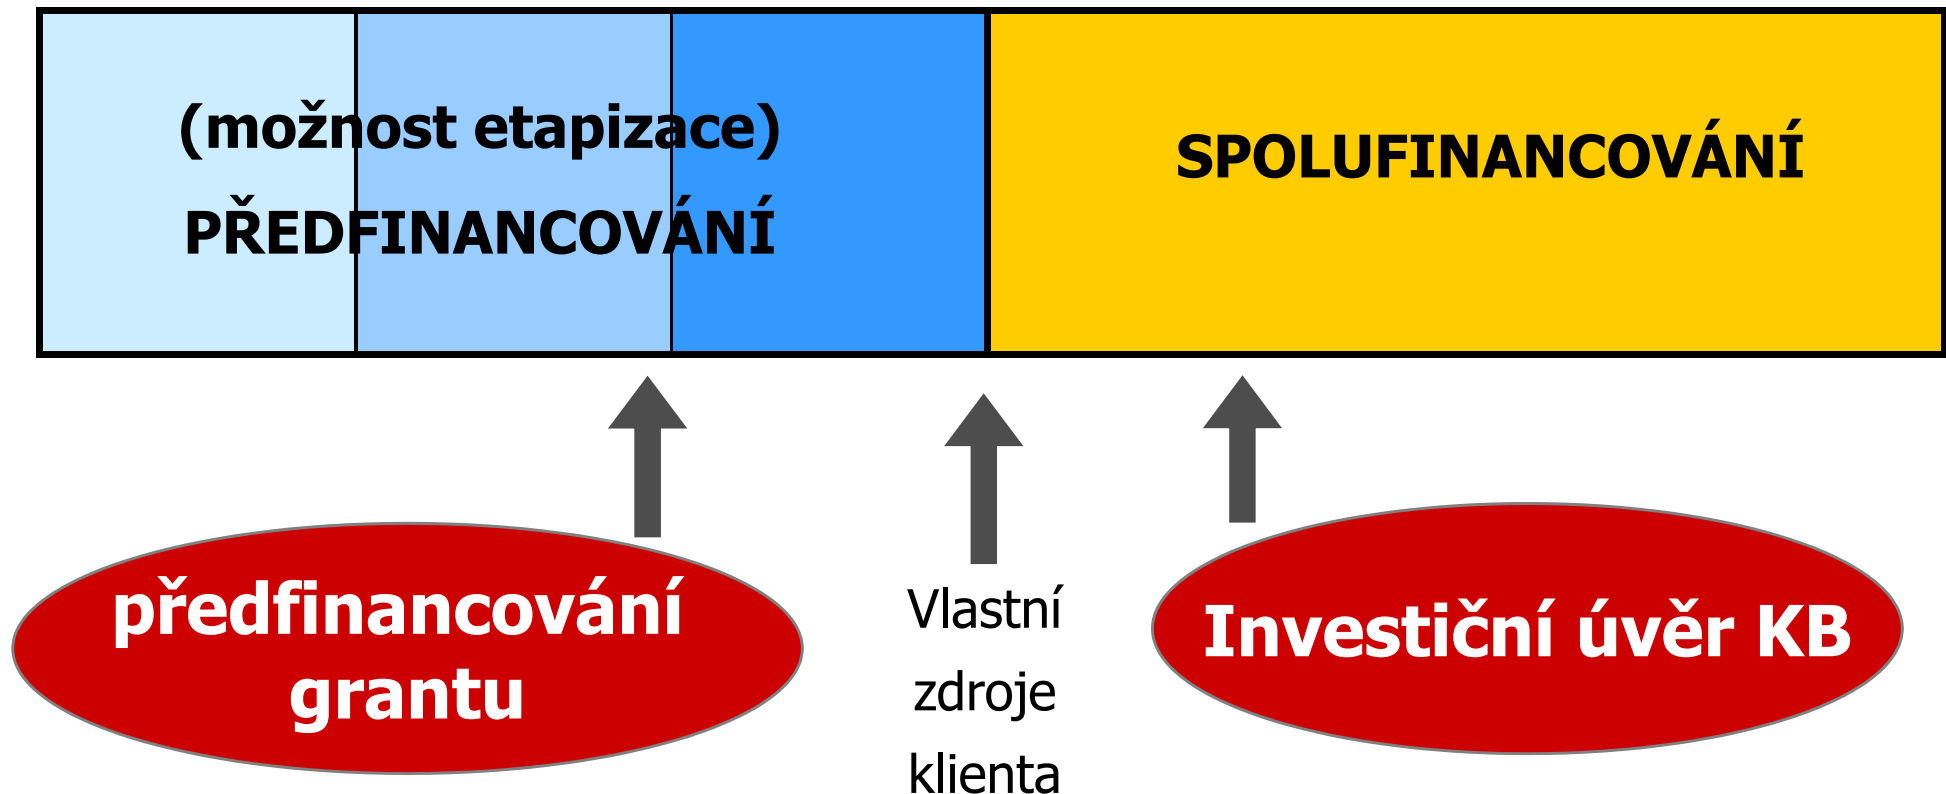 (možnost etapizace)
PŘEDFINANCOVÁNÍ
SPOLUFINANCOVÁNÍ
předfinancování
grantu
Vlastní
zdroje
klienta
Investiční úvěr KB